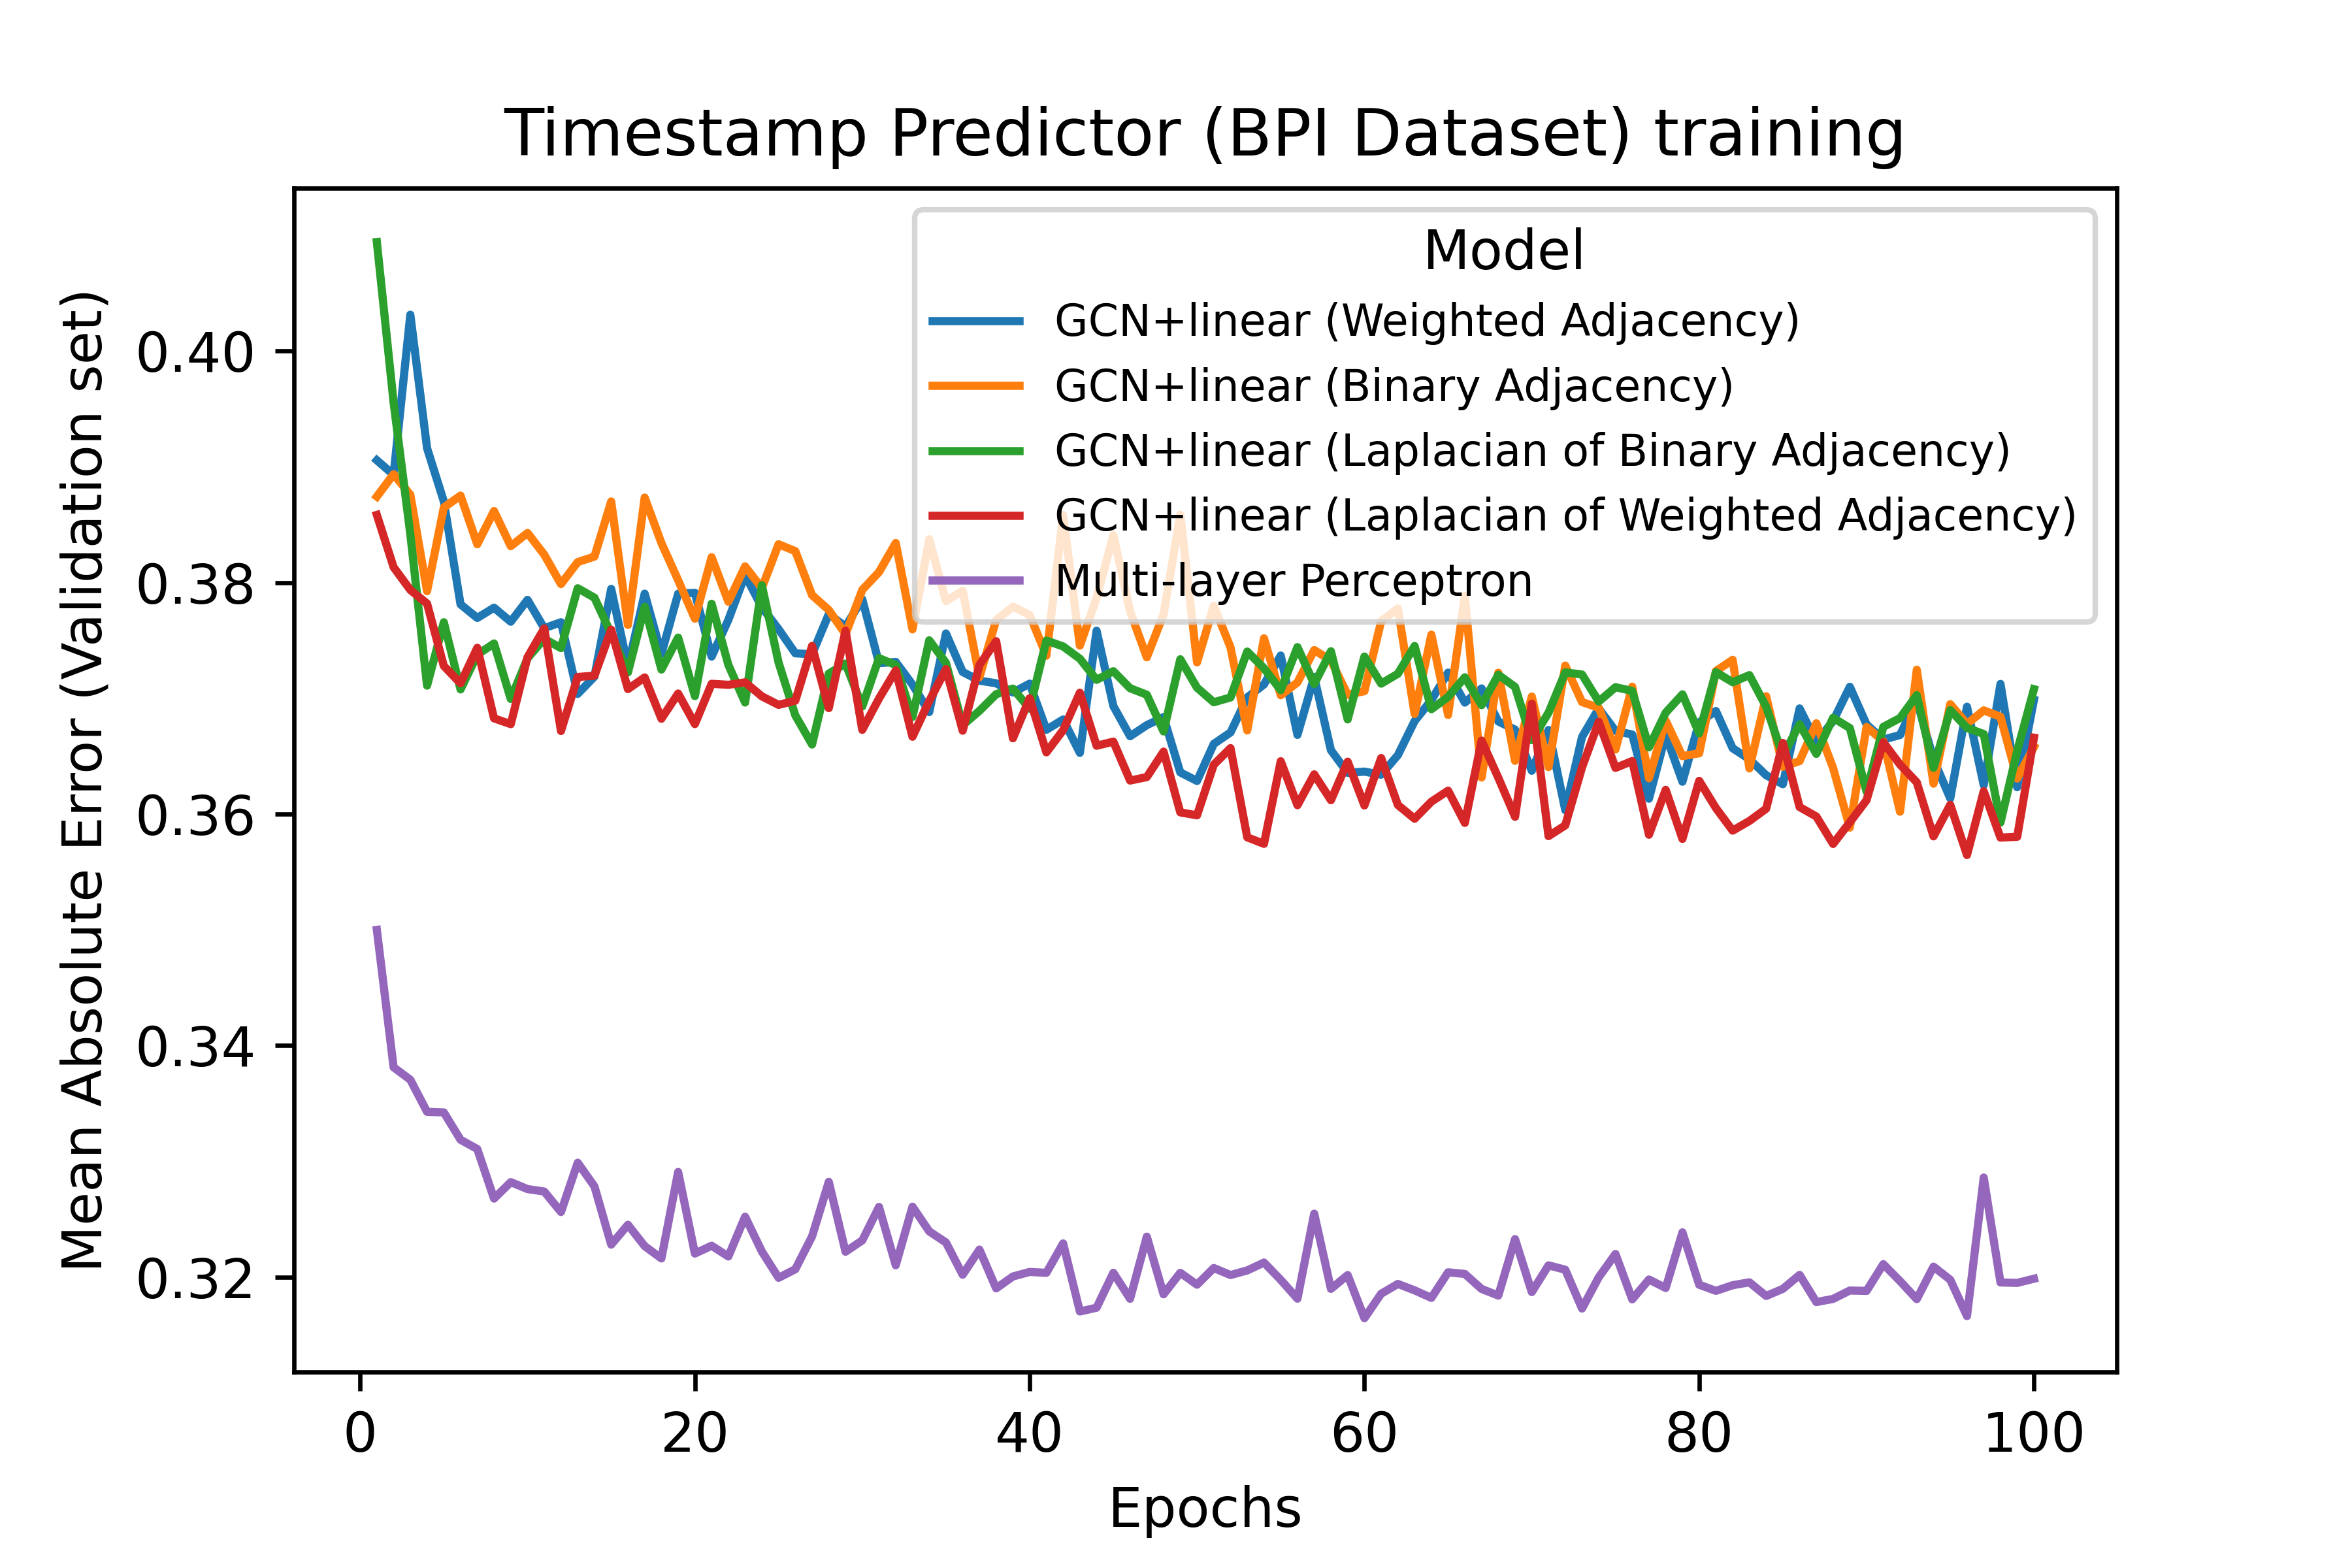 Timestamp Predictor (BPI Dataset) training
Mean Absolute Error (Validation set)
0.40
0.38
0.36
0.34
0.32
Model
GCN+linear (Weighted Adjacency)
GCN+linear (Binary Adjacency)
GCN+linear (Laplacian of Binary Adjacency)
GCN+linear (Laplacian of Weighted Adjacency)
Multi-layer Perceptron
0 20 40 60 80 100
Epochs